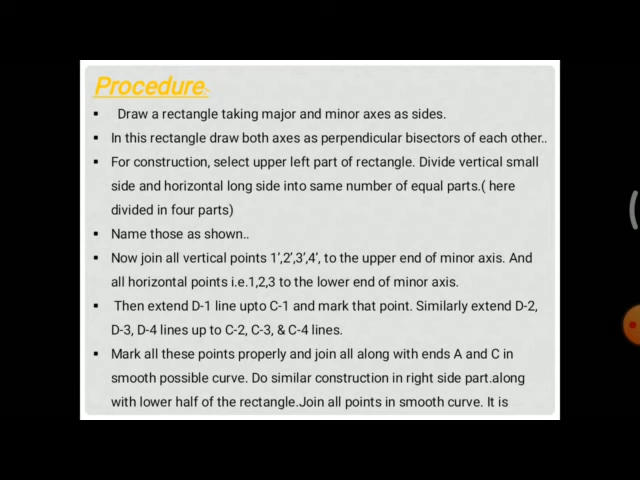 Procedure:
▪ Draw a rectangle taking major and minor axes as sides.
▪ In this rectangle draw both axes as perpendicular bisectors of each other..
▪ For construction, select upper left part of rectangle. Divide vertical small
side and horizontal long side into same number of equal parts.( here
divided in four parts)
▪ Name those as shown..
▪ Now join all vertical points 1’,2’,3’,4’, to the upper end of minor axis. And
all horizontal points i.e.1,2,3 to the lower end of minor axis.
▪ Then extend D-1 line upto C-1 and mark that point. Similarly extend D-2,
D-3, D-4 lines up to C-2, C-3, & C-4 lines.
▪ Mark all these points properly and join all along with ends A and C in
smooth possible curve. Do similar construction in right side part.along
with lower half of the rectangle.Join all points in smooth curve. It is